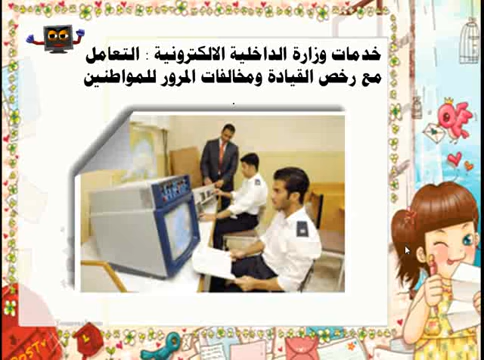 خدمات وزارة الداخلية الالكترونية : التعامل
مع رخص القيادة ومخالفات المرور للمواطنين
.